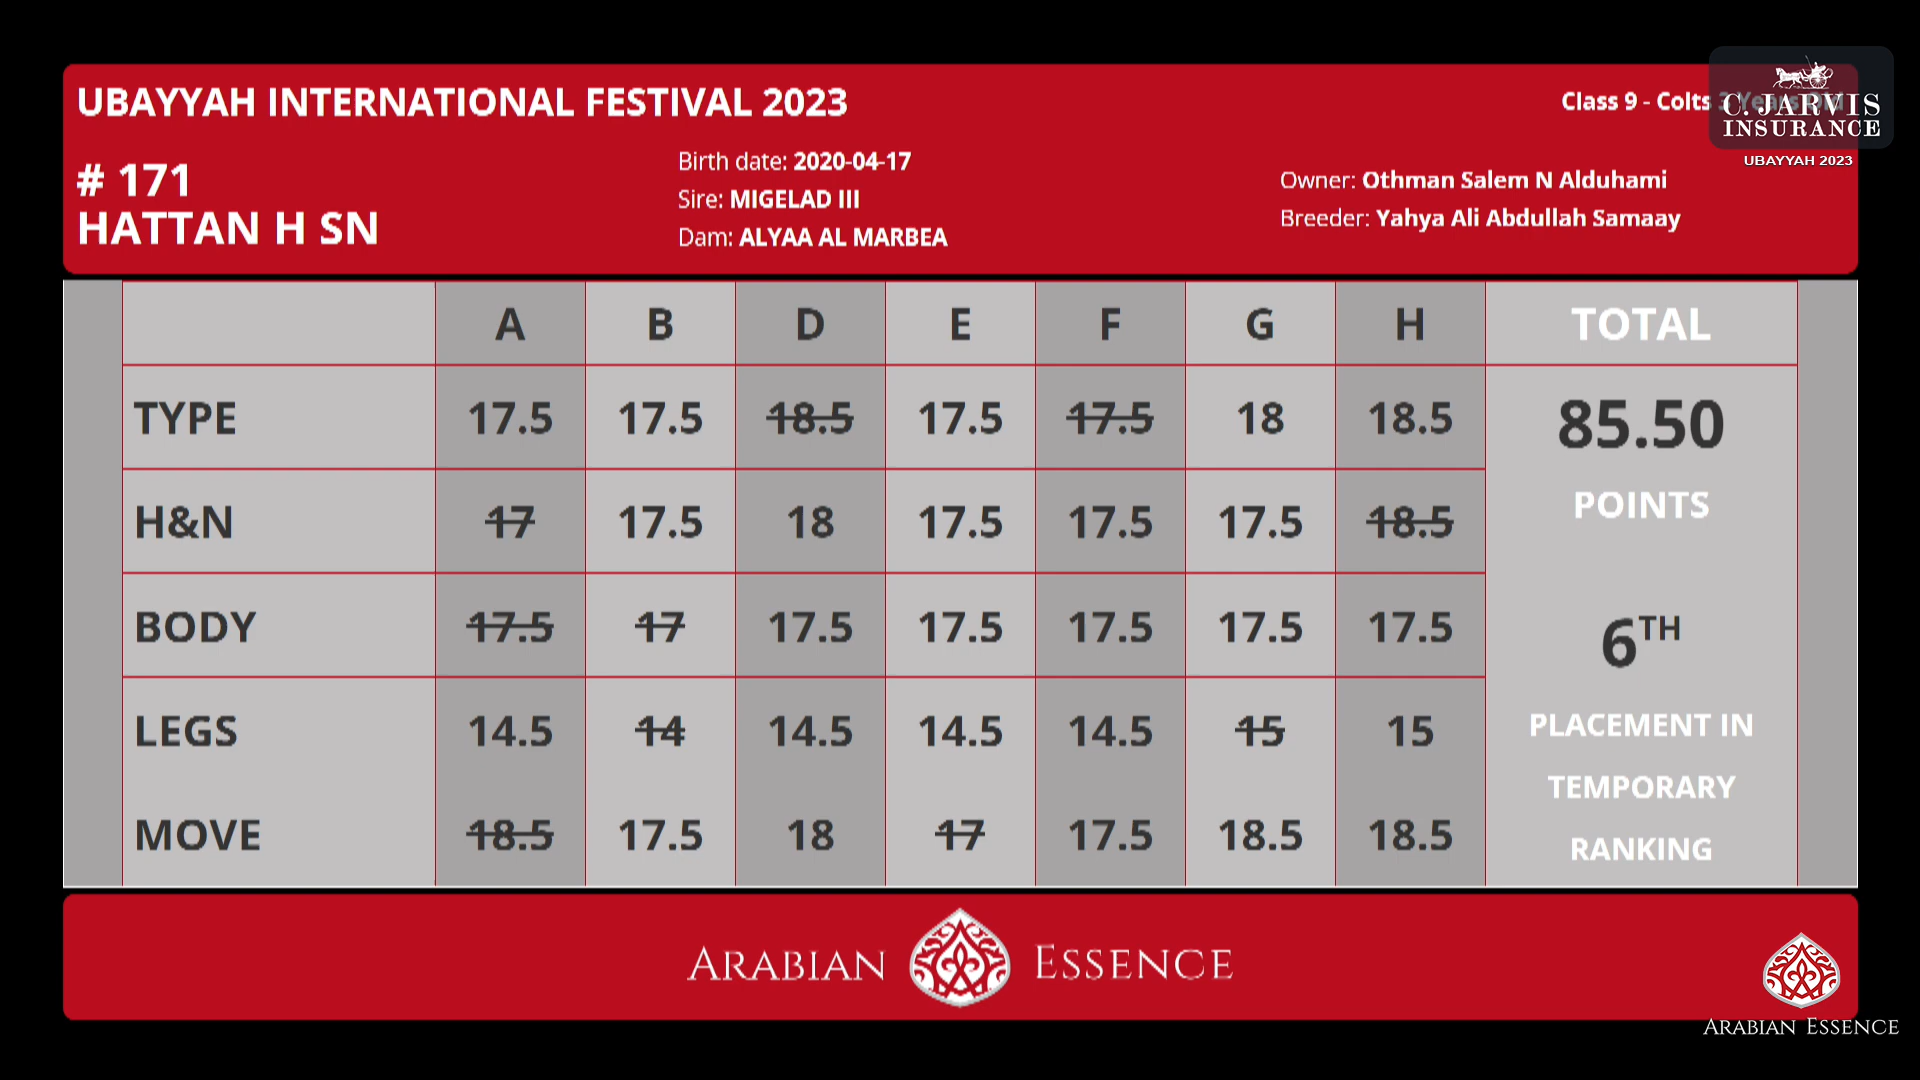 UBAYYAH INTERNATIONAL FESTIVAL 2023
Class 9 - Colts 3 Years Old
C. JARVIS
INSURANCE
UBAYYAH 2023
# 171
HATTAN H SN
Birth date: 2020-04-17
Sire: MIGELAD III
Dam: ALYAA AL MARBEA
Owner: Othman Salem N Alduhami
Breeder: Yahya Ali Abdullah Samaay
A B D E F G H TOTAL
TYPE 17.5 17.5 18.5 17.5 17.5 18 18.5
H&N 17 17.5 18 17.5 17.5 17.5 18.5
BODY 17.5 17 17.5 17.5 17.5 17.5 17.5
LEGS 14.5 14 14.5 14.5 14.5 15 15
MOVE 18.5 17.5 18 17 17.5 18.5 18.5
85.50
POINTS
6TH
PLACEMENT IN
TEMPORARY
RANKING
ARABIAN ESSENCE
ARABIAN ESSENCE